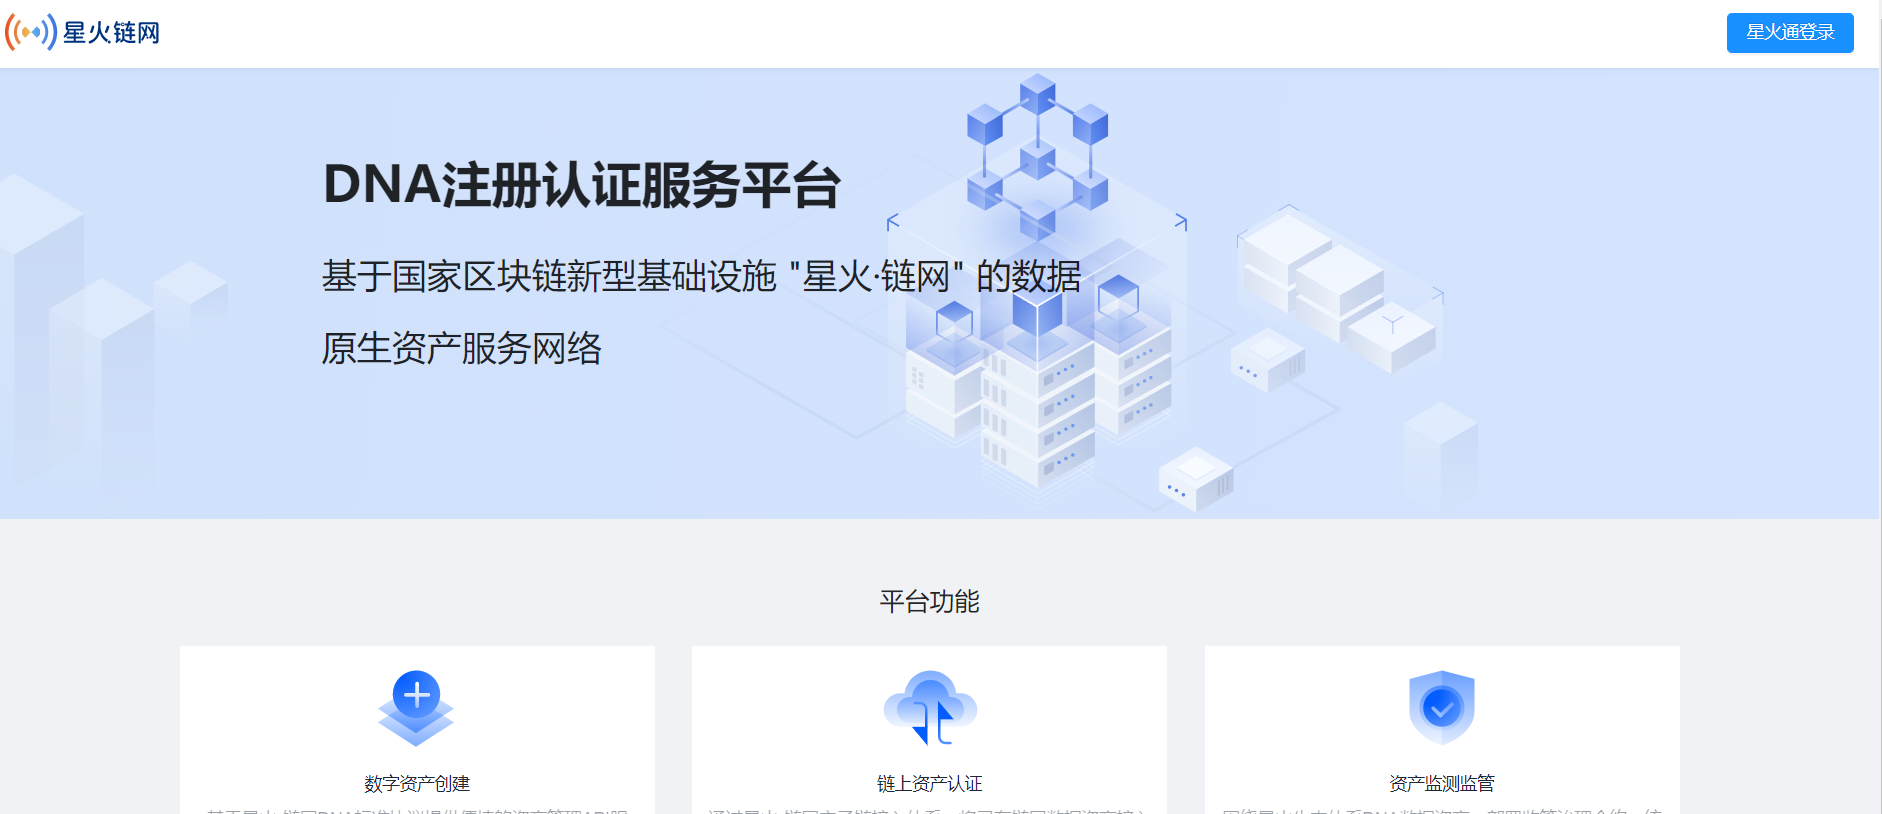 星火链网
星火通登录
DNA注册认证服务平台
基于国家区块链新型基础设施 "星火·链网" 的数据
原生资产服务网络
平台功能
数字资产创建
链上资产认证
资产监测监管